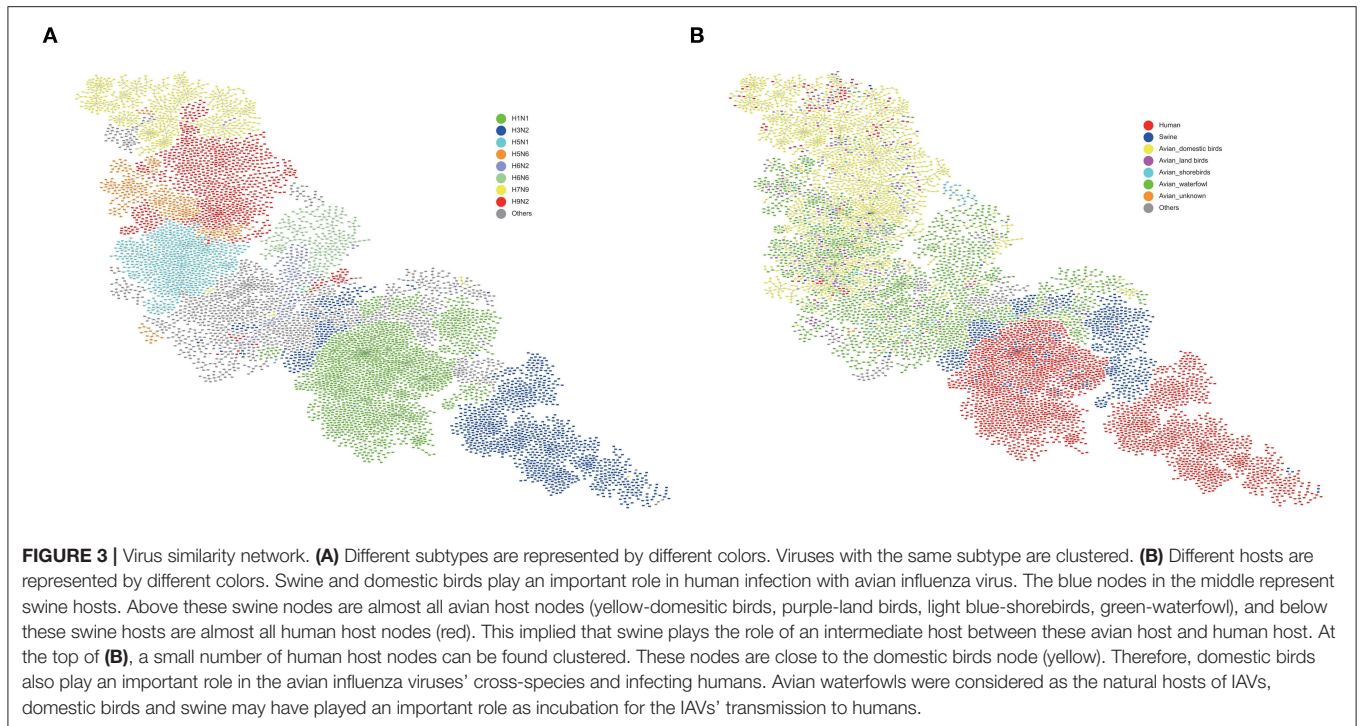 A
B
H1N1
H3N2
H5N1
H5N6
H6N2
H6N6
H7N9
H9N2
Others
Human
Swine
Avian_domestic birds
Avian_land birds
Avian_shorebirds
Avian_waterfowl
Avian_unknown
Others
FIGURE 3 | Virus similarity network. (A) Different subtypes are represented by different colors. Viruses with the same subtype are clustered. (B) Different hosts are
represented by different colors. Swine and domestic birds play an important role in human infection with avian influenza virus. The blue nodes in the middle represent
swine hosts. Above these swine nodes are almost all avian host nodes (yellow-domesitic birds, purple-land birds, light blue-shorebirds, green-waterfowl), and below
these swine hosts are almost all human host nodes (red). This implied that swine plays the role of an intermediate host between these avian host and human host. At
the top of (B), a small number of human host nodes can be found clustered. These nodes are close to the domestic birds node (yellow). Therefore, domestic birds
also play an important role in the avian influenza viruses' cross-species and infecting humans. Avian waterfowls were considered as the natural hosts of IAVs,
domestic birds and swine may have played an important role as incubation for the IAVs' transmission to humans.